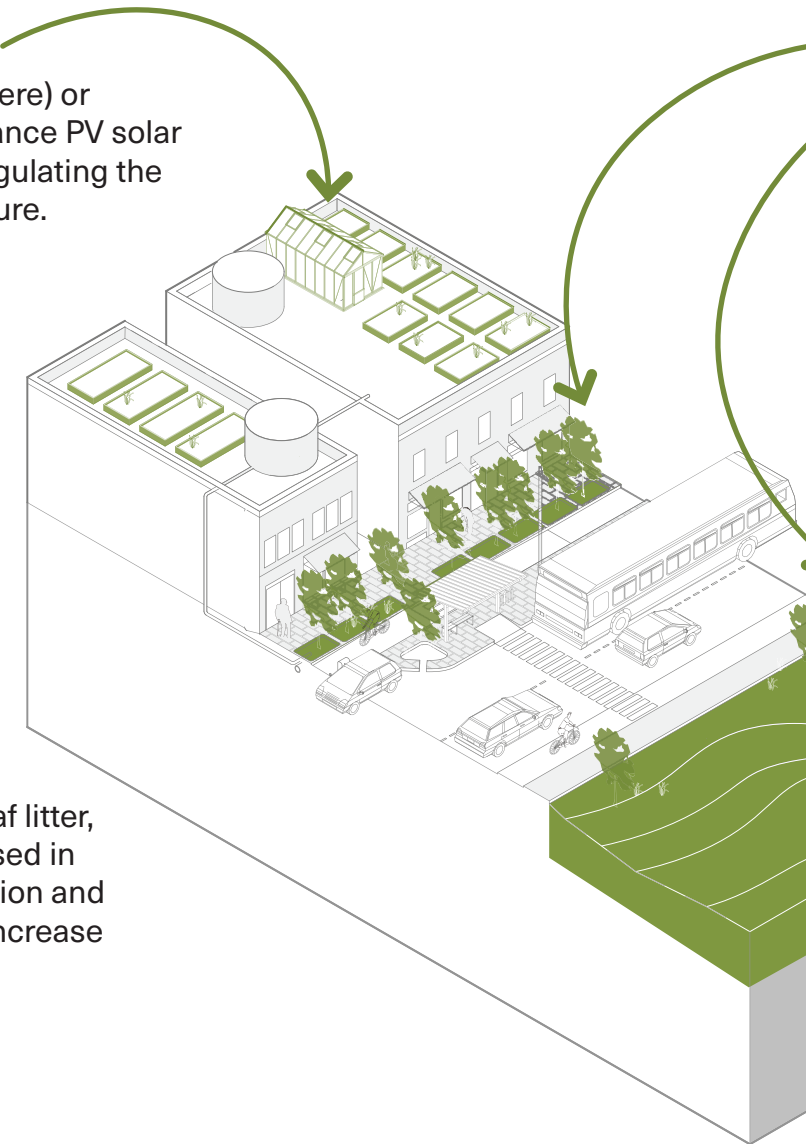 ere) or
ance PV solar
gulating the
ure.
af litter,
sed in
ion and
ncrease